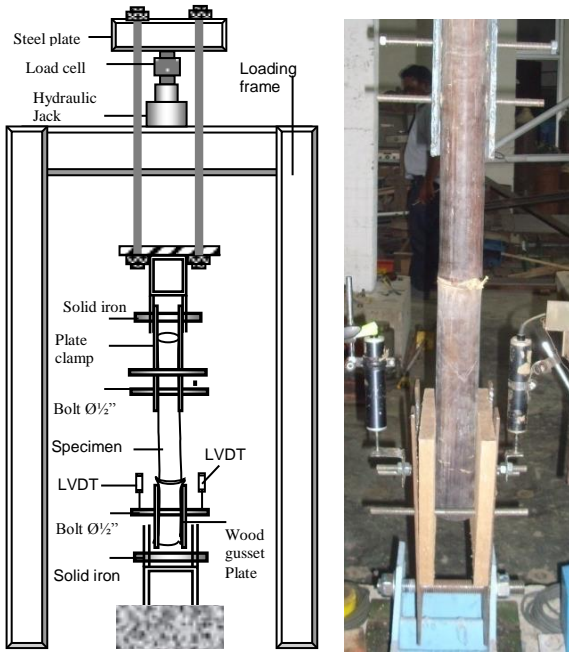 Steel plate
Load cell
Hydraulic
Jack
Loading
frame
Solid iron
Plate
clamp
Bolt Ø½”
Specimen
LVDT
LVDT
Bolt Ø½”
Wood
gusset
Plate
Solid iron